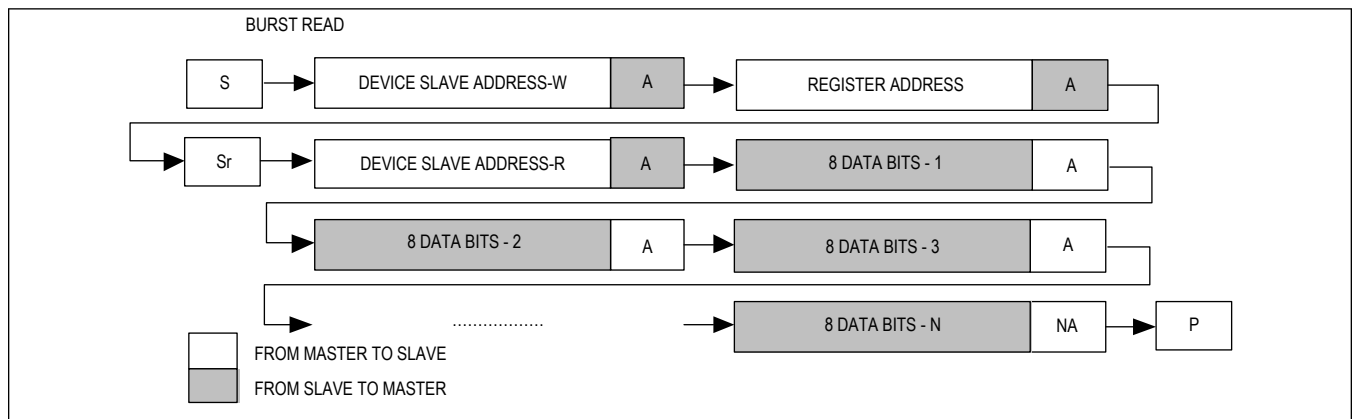 BURST READ
S
DEVICE SLAVE ADDRESS-W
A
REGISTER ADDRESS
A
Sr
DEVICE SLAVE ADDRESS-R
A
8 DATA BITS - 1
A
8 DATA BITS - 2
A
8 DATA BITS - 3
A
..................
8 DATA BITS - N
NA
P
FROM MASTER TO SLAVE
FROM SLAVE TO MASTER